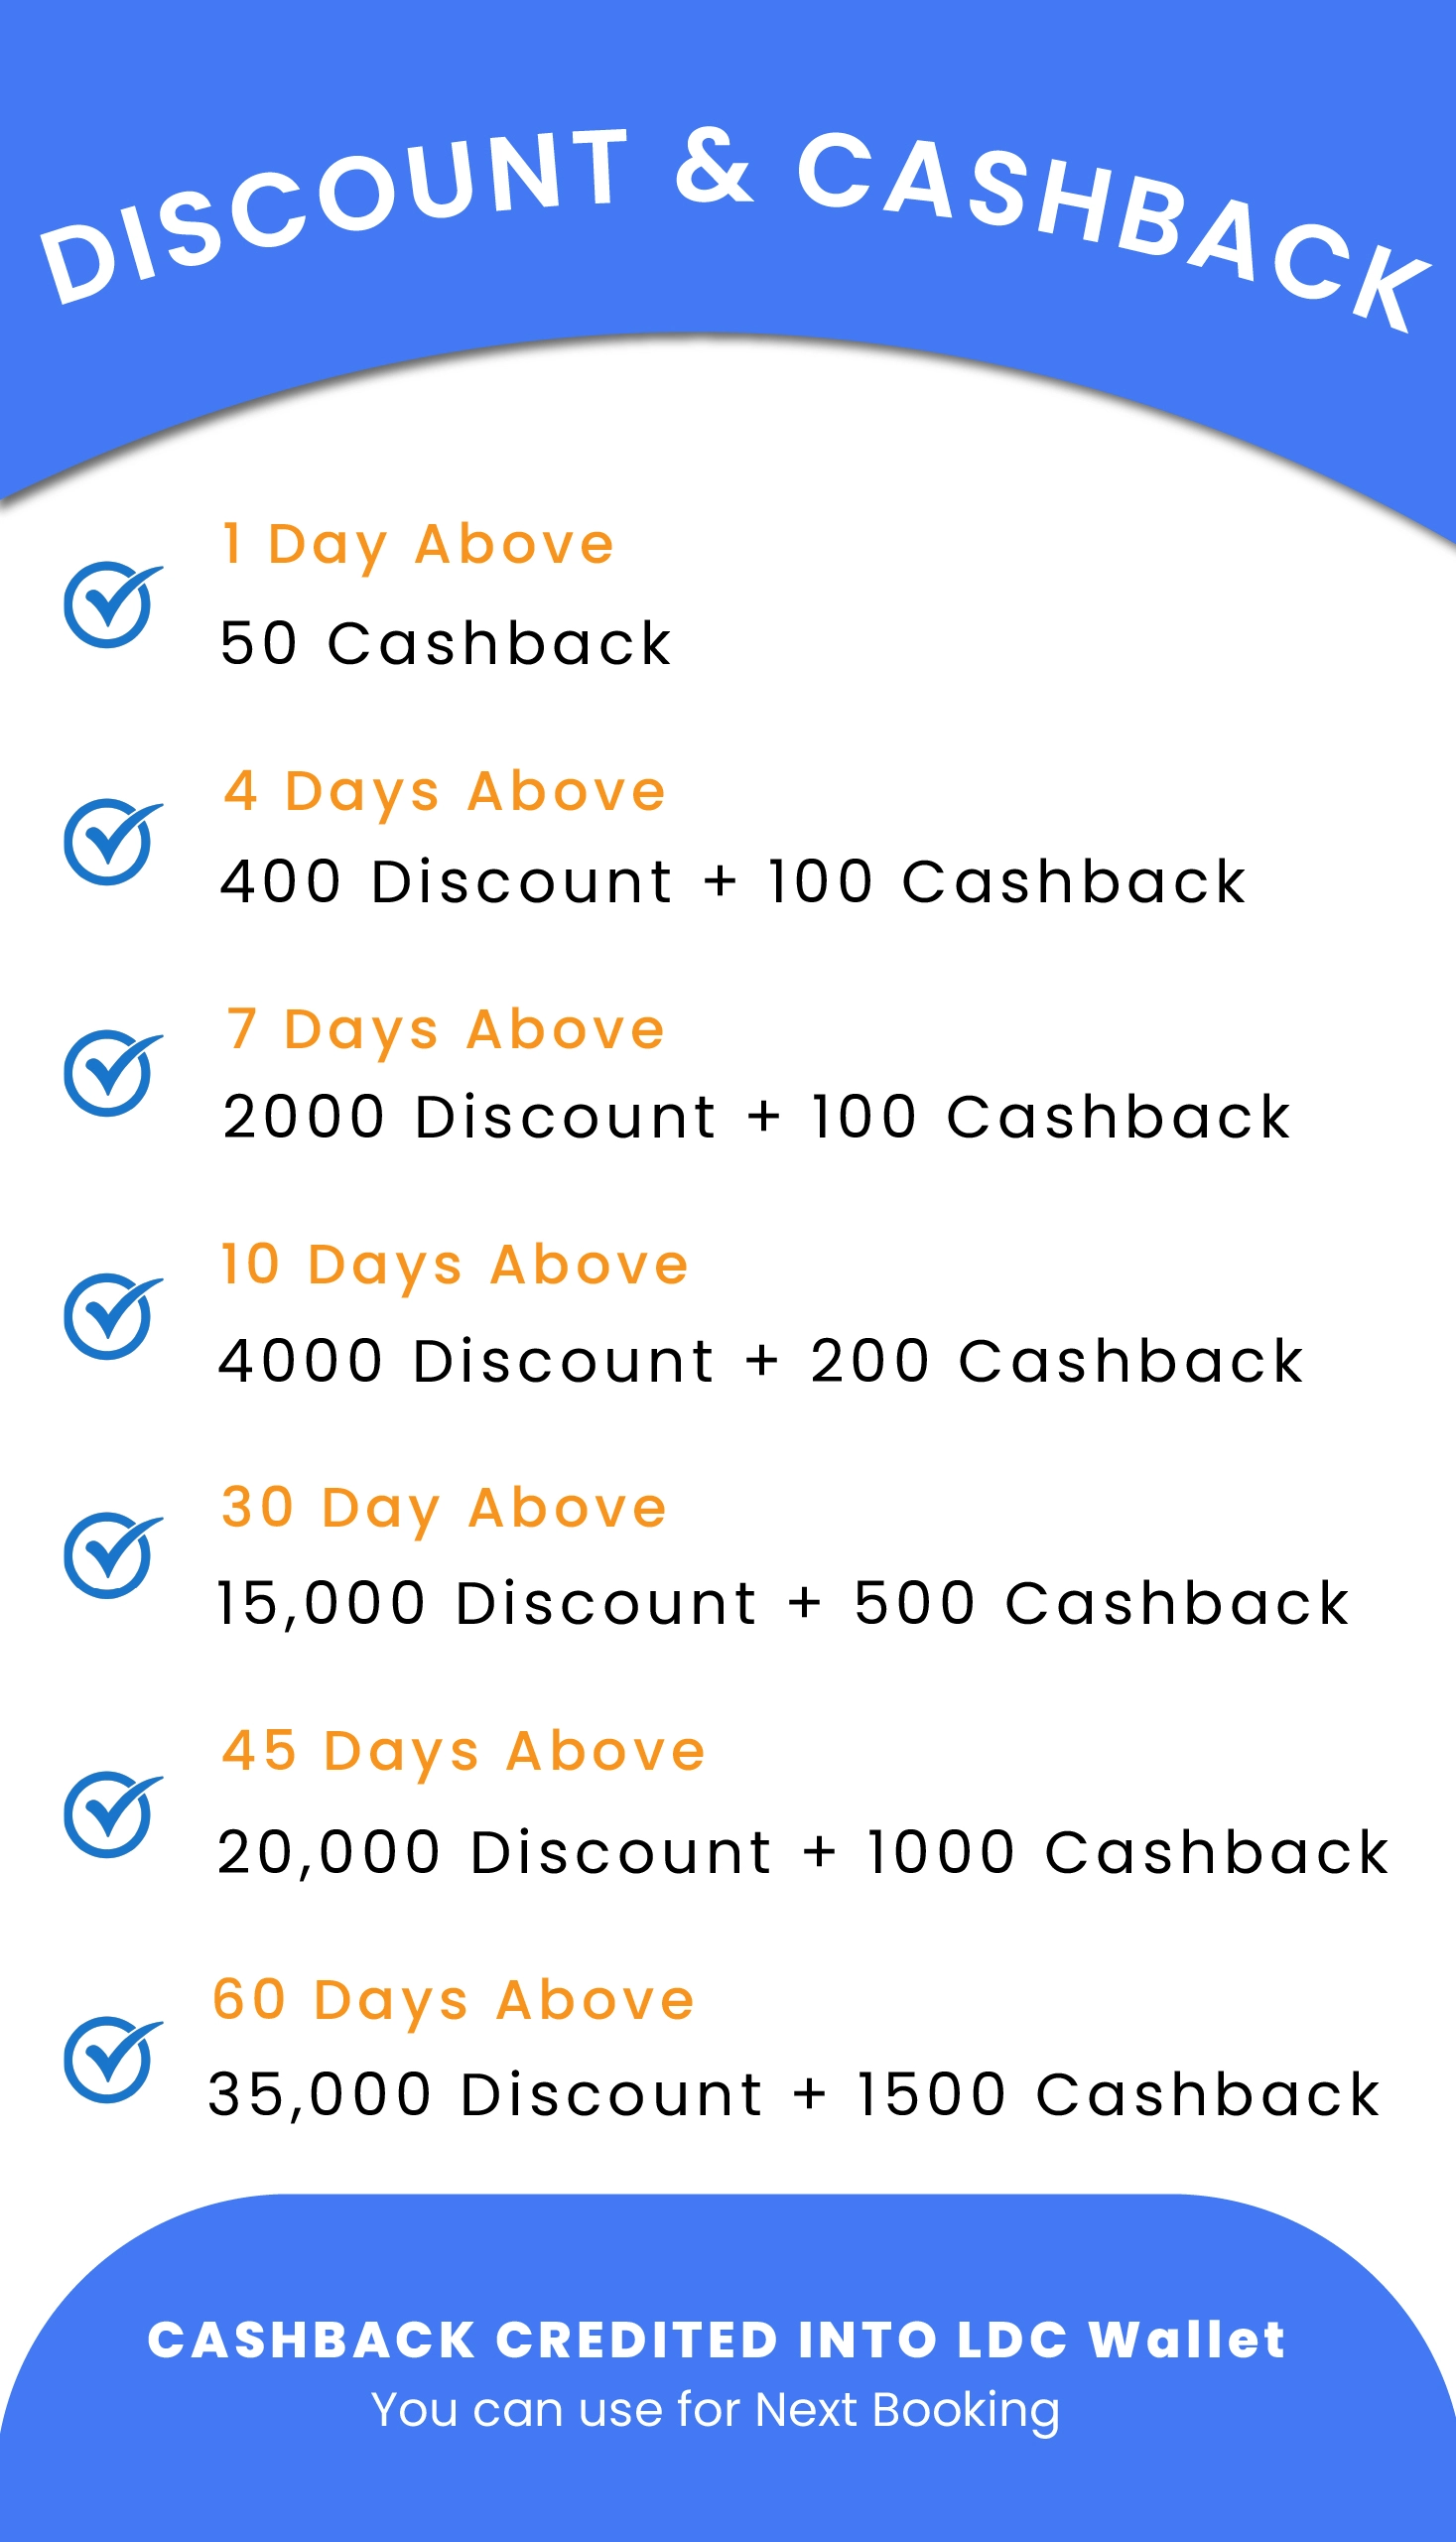 DISCOUNT & CASHBACK
1 Day Above
50 Cashback
4 Days Above
400 Discount + 100 Cashback
7 Days Above
2000 Discount + 100 Cashback
10 Days Above
4000 Discount + 200 Cashback
30 Day Above
15,000 Discount + 500 Cashback
45 Days Above
20,000 Discount + 1000 Cashback
60 Days Above
35,000 Discount + 1500 Cashback
CASHBACK CREDITED INTO LDC Wallet
You can use for Next Booking